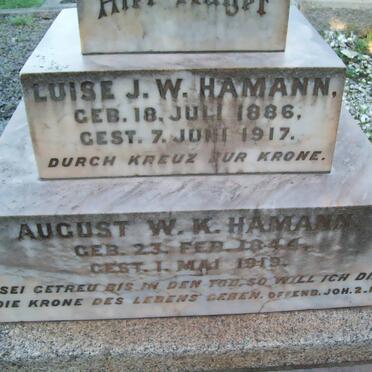 Hier
LUISE J. W. HAMANN,
GEB. 18. JULI 1886,
GEST. 7. JUNI 1917.
DURCH KREUZ ZUR KRONE.
AUGUST W. K. HAMANN
GEB. 23. FEB. 1844.
GEST. 1. MAI 1919.
SEI GETREU BIS IN DEN TOD, SO WILL ICH DI
DIE KRONE DES LEBENS GEBEN. OFFENB. JOH. 2.